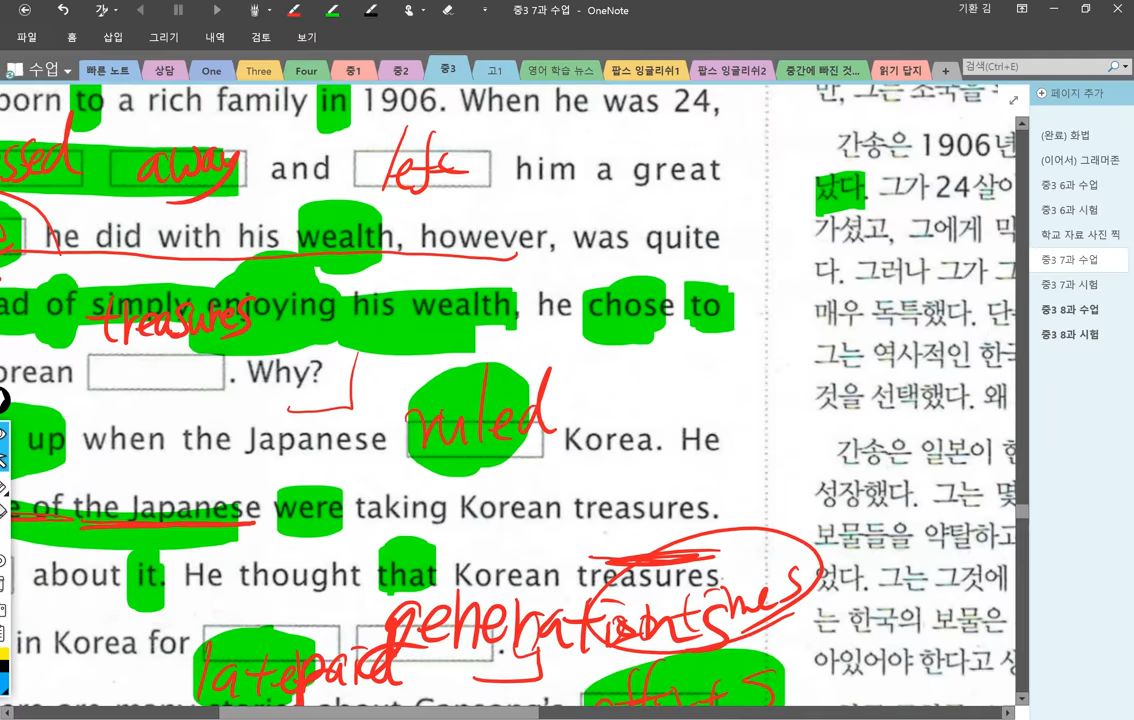 중3 7과 수업 - OneNote
기환 김
파일 홈 삽입 그리기 내역 검토 보기
수업 빠른 노트 상담 One Three Four 중1 중2 중3 고1 영어 학습 뉴스 팝스 잉글리쉬1 팝스 잉글리쉬2 중간에 빠진 것... 읽기 답지 + 검색(Ctrl+E)
페이지 추가
(완료) 화법
(이어서) 그래머존
중3 6과 수업
중3 6과 시험
학교 자료 사진 찍
중3 7과 수업
중3 7과 시험
중3 8과 수업
중3 8과 시험
born to a rich family in 1906. When he was 24,
ssed away and left him a great
he did with his wealth, however, was quite
ad of simply enjoying his wealth, he chose to
treasures
orean . Why?
up when the Japanese ruled Korea. He
e of the Japanese were taking Korean treasures.
about it. He thought that Korean treasures
in Korea for
간송은 1906년
났다. 그가 24살이
가셨고, 그에게 막
다. 그러나 그가 그
매우 독특했다. 단
그는 역사적인 한국
것을 선택했다. 왜
간송은 일본이 한
성장했다. 그는 몇
보물들을 약탈하고
었다. 그는 그것에
는 한국의 보물은
아있어야 한다고 생